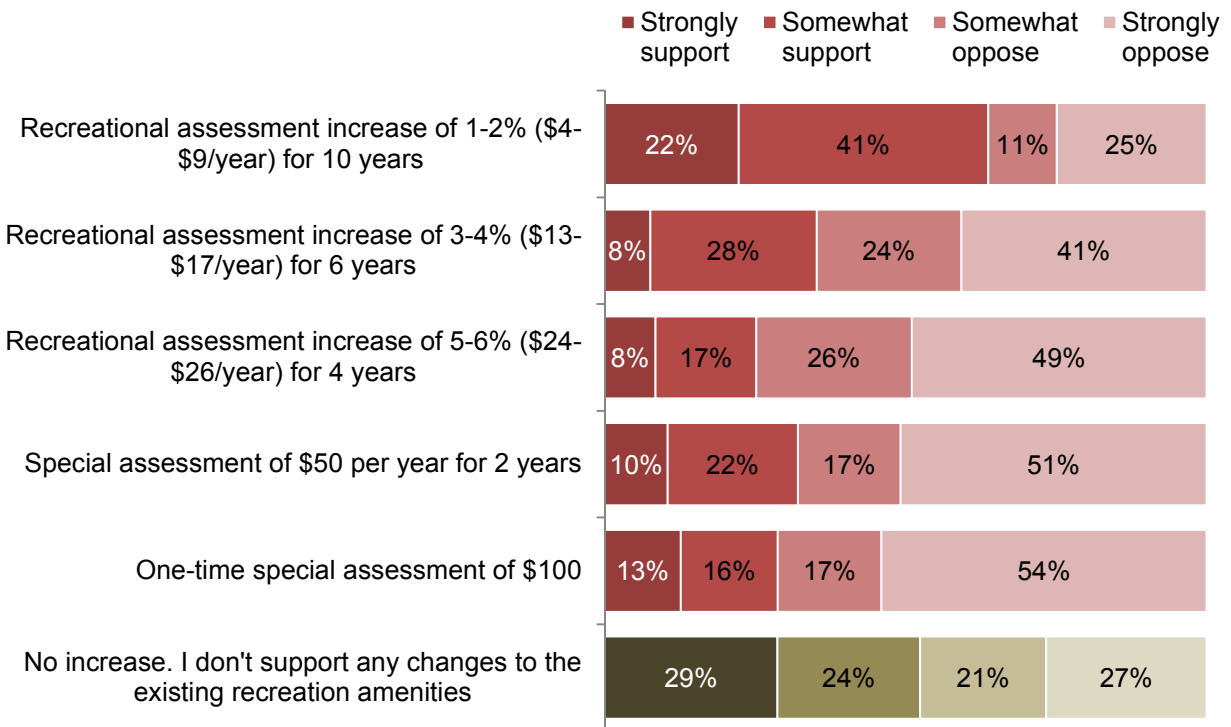 Strongly support
Somewhat support
Somewhat oppose
Strongly oppose
Recreational assessment increase of 1-2% ($4-
$9/year) for 10 years
22% 41% 11% 25%
Recreational assessment increase of 3-4% ($13-
$17/year) for 6 years
8% 28% 24% 41%
Recreational assessment increase of 5-6% ($24-
$26/year) for 4 years
8% 17% 26% 49%
Special assessment of $50 per year for 2 years
10% 22% 17% 51%
One-time special assessment of $100
13% 16% 17% 54%
No increase. I don't support any changes to the
existing recreation amenities
29% 24% 21% 27%